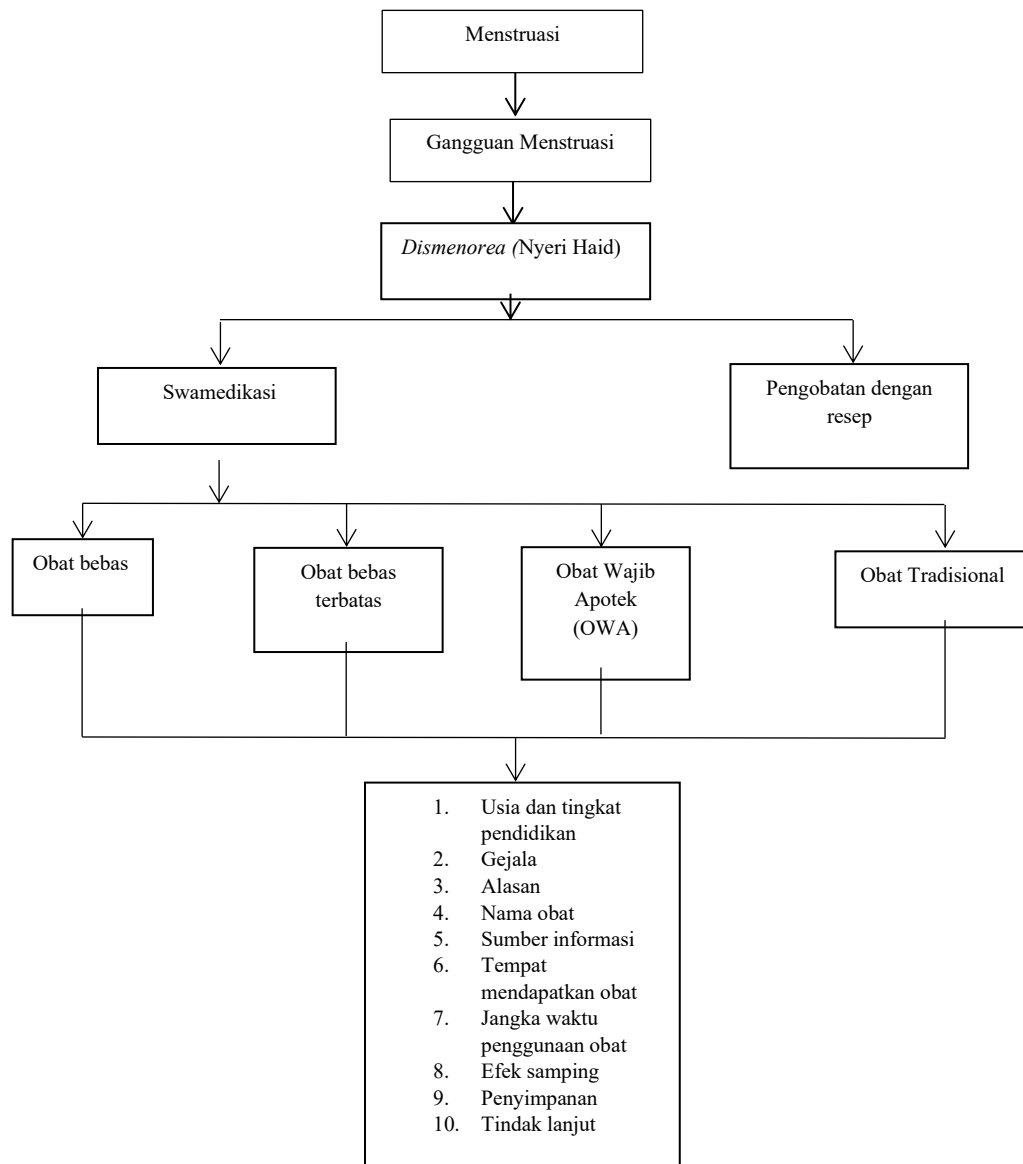 Menstruasi
Gangguan Menstruasi
Dismenorea (Nyeri Haid)
Swamedikasi
Pengobatan dengan
resep
Obat bebas
Obat bebas
terbatas
Obat Wajib
Apotek
(OWA)
Obat Tradisional
1. Usia dan tingkat
pendidikan
2. Gejala
3. Alasan
4. Nama obat
5. Sumber informasi
6. Tempat
mendapatkan obat
7. Jangka waktu
penggunaan obat
8. Efek samping
9. Penyimpanan
10. Tindak lanjut